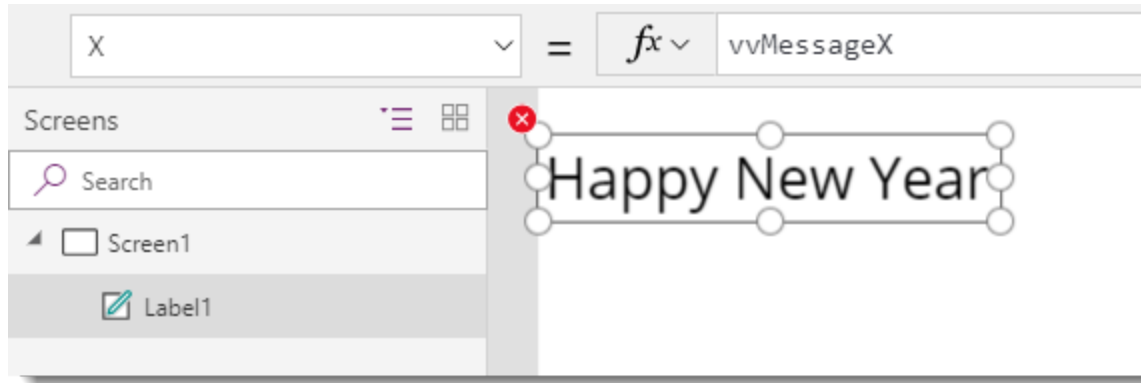 X = fx vvMessageX
Screens
Search
Happy New Year
Screen1
Label1